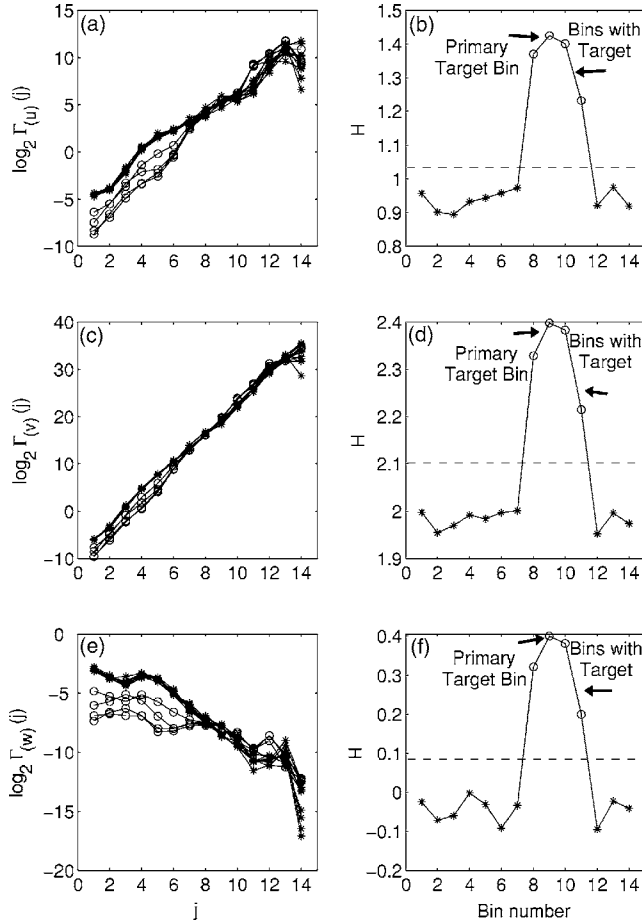 (a)
15
10
5
0
−5
−10
0 2 4 6 8 10 12 14
log₂ Γ(u) (j)
(b)
1.5
1.4
1.3
1.2
1.1
1
0.9
0.8
0 2 4 6 8 10 12 14
H
Primary
Target Bin
Bins with
Target
(c)
40
30
20
10
0
−10
0 2 4 6 8 10 12 14
log₂ Γ(v) (j)
(d)
2.4
2.3
2.2
2.1
2
1.9
0 2 4 6 8 10 12 14
H
Primary
Target Bin
Bins with
Target
(e)
0
−5
−10
−15
−20
0 2 4 6 8 10 12 14
log₂ Γ(w) (j)
j
(f)
0.4
0.3
0.2
0.1
0
−0.1
−0.2
0 2 4 6 8 10 12 14
H
Bin number
Primary
Target Bin
Bins with
Target